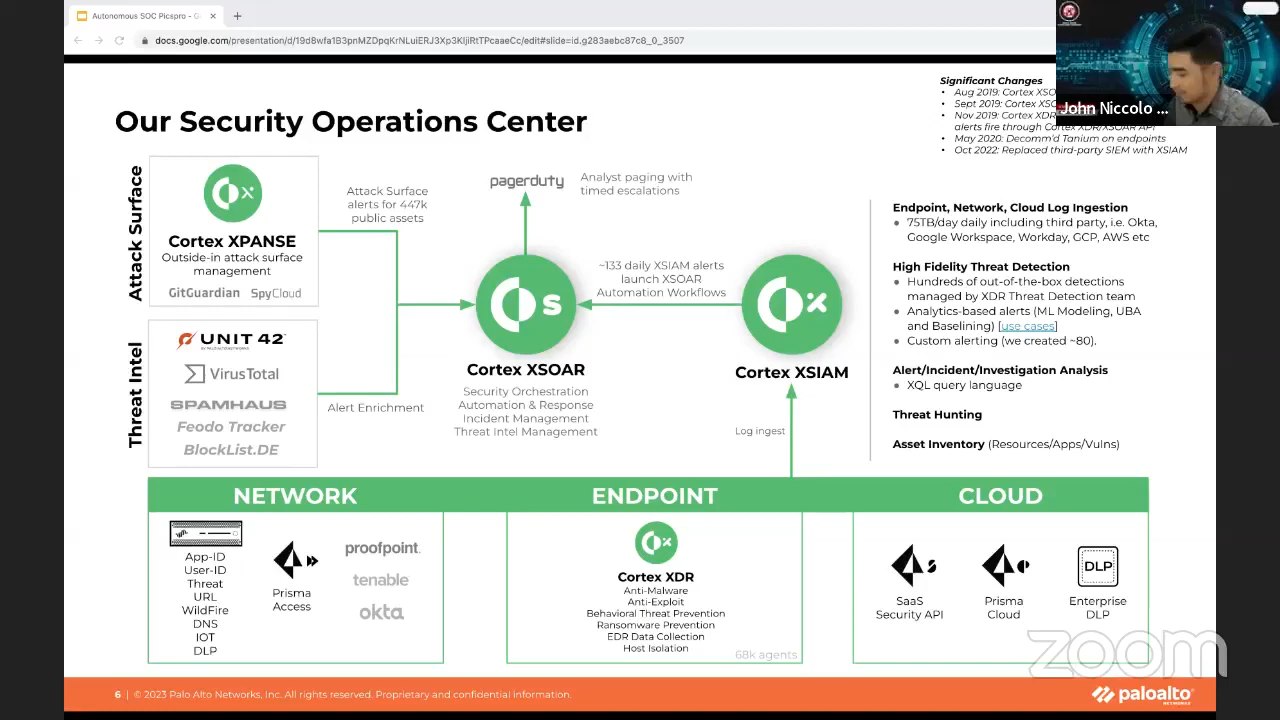 Autonomous SOC Picspro - G
docs.google.com/presentation/d/19d8wfa1B3pnMZDpqKrNLuiERJ3Xp3KljiRtTPcaaeCc/edit#slide=id.g283aebc87c8_0_3507
John Niccolo ...
Significant Changes
• Aug 2019: Cortex XSO
• Sept 2019: Cortex XSO
• Nov 2019: Cortex XDR
alerts fire through Cortex XDR/XSOAR API
• May 2020: Decomm'd Tanium on endpoints
• Oct 2022: Replaced third-party SIEM with XSIAM
Our Security Operations Center
Attack Surface
Cortex XPANSE
Outside-in attack surface
management
GitGuardian SpyCloud
Attack Surface
alerts for 447k
public assets
Threat Intel
UNIT 42
BY PALO ALTO NETWORKS
VirusTotal
SPAMHAUS
Feodo Tracker
BlockList.DE
Alert Enrichment
pagerduty
Analyst paging with
timed escalations
Cortex XSOAR
Security Orchestration
Automation & Response
Incident Management
Threat Intel Management
~133 daily XSIAM alerts
launch XSOAR
Automation Workflows
Cortex XSIAM
Log ingest
Endpoint, Network, Cloud Log Ingestion
• 75TB/day daily including third party, i.e. Okta,
Google Workspace, Workday, GCP, AWS etc
High Fidelity Threat Detection
• Hundreds of out-of-the-box detections
managed by XDR Threat Detection team
• Analytics-based alerts (ML Modeling, UBA
and Baselining) [use cases]
• Custom alerting (we created ~80).
Alert/Incident/Investigation Analysis
• XQL query language
Threat Hunting
Asset Inventory (Resources/Apps/Vulns)
NETWORK
App-ID
User-ID
Threat
URL
WildFire
DNS
IOT
DLP
Prisma
Access
proofpoint.
tenable
okta
ENDPOINT
Cortex XDR
Anti-Malware
Anti-Exploit
Behavioral Threat Prevention
Ransomware Prevention
EDR Data Collection
Host Isolation
68k agents
CLOUD
SaaS
Security API
Prisma
Cloud
DLP
Enterprise
DLP
zoom
6 | © 2023 Palo Alto Networks, Inc. All rights reserved. Proprietary and confidential information.
paloalto
NETWORKS